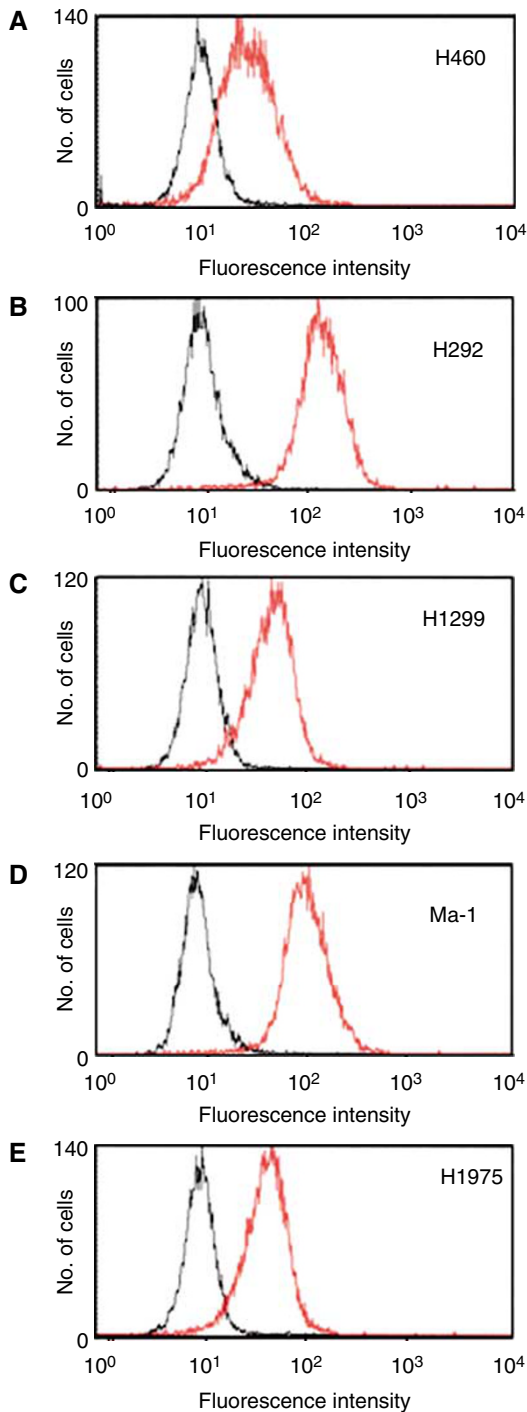 A
140
H460
No. of cells
0
10⁰ 10¹ 10² 10³ 10⁴
Fluorescence intensity
B
100
H292
No. of cells
0
10⁰ 10¹ 10² 10³ 10⁴
Fluorescence intensity
C
120
H1299
No. of cells
0
10⁰ 10¹ 10² 10³ 10⁴
Fluorescence intensity
D
120
Ma-1
No. of cells
0
10⁰ 10¹ 10² 10³ 10⁴
Fluorescence intensity
E
140
H1975
No. of cells
0
10⁰ 10¹ 10² 10³ 10⁴
Fluorescence intensity